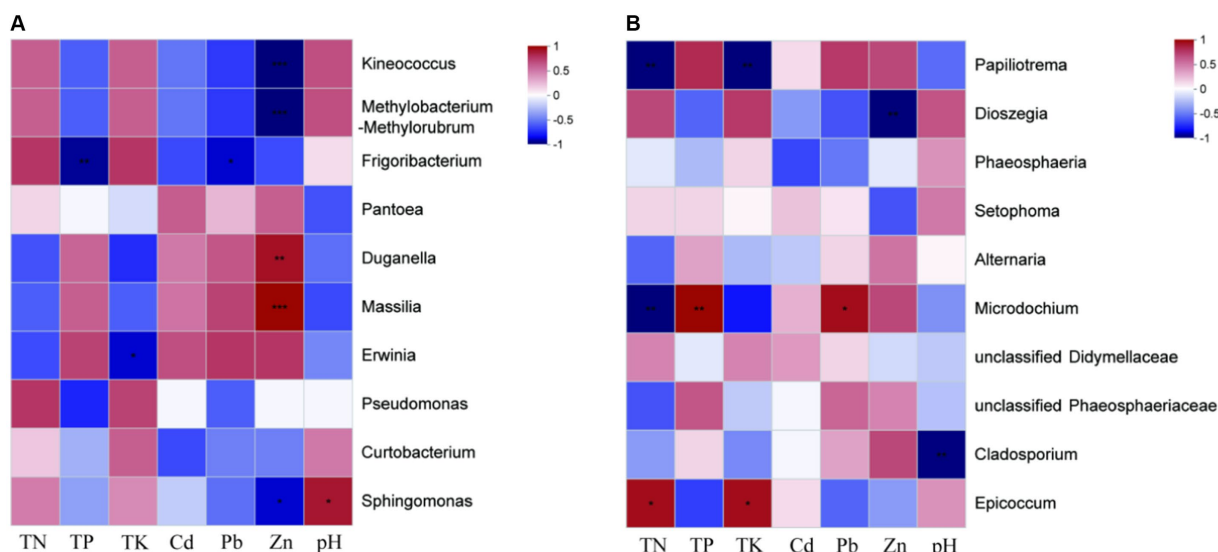 A
1
0.5
0
-0.5
-1
***
Kineococcus
***
Methylobacterium
-Methylorubrum
**
*
Frigoribacterium
Pantoea
**
Duganella
***
Massilia
*
Erwinia
Pseudomonas
Curtobacterium
*
*
Sphingomonas
TN TP TK Cd Pb Zn pH
B
1
0.5
0
-0.5
-1
**
**
Papiliotrema
**
Dioszegia
Phaeosphaeria
Setophoma
Alternaria
**
**
*
Microdochium
unclassified Didymellaceae
unclassified Phaeosphaeriaceae
**
Cladosporium
*
*
Epicoccum
TN TP TK Cd Pb Zn pH